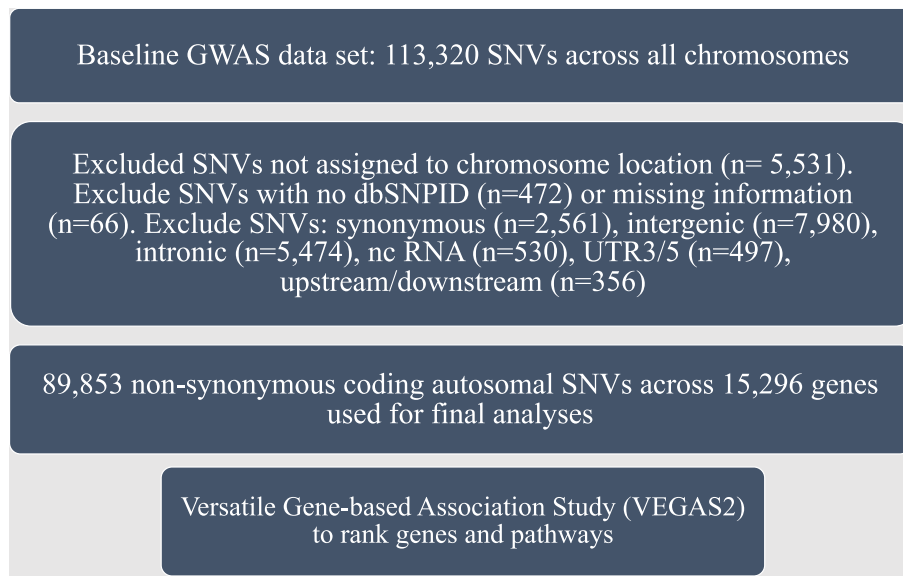 Baseline GWAS data set: 113,320 SNVs across all chromosomes
Excluded SNVs not assigned to chromosome location (n= 5,531).
Exclude SNVs with no dbSNPID (n=472) or missing information
(n=66). Exclude SNVs: synonymous (n=2,561), intergenic (n=7,980),
intronic (n=5,474), nc RNA (n=530), UTR3/5 (n=497),
upstream/downstream (n=356)
89,853 non-synonymous coding autosomal SNVs across 15,296 genes
used for final analyses
Versatile Gene-based Association Study (VEGAS2)
to rank genes and pathways